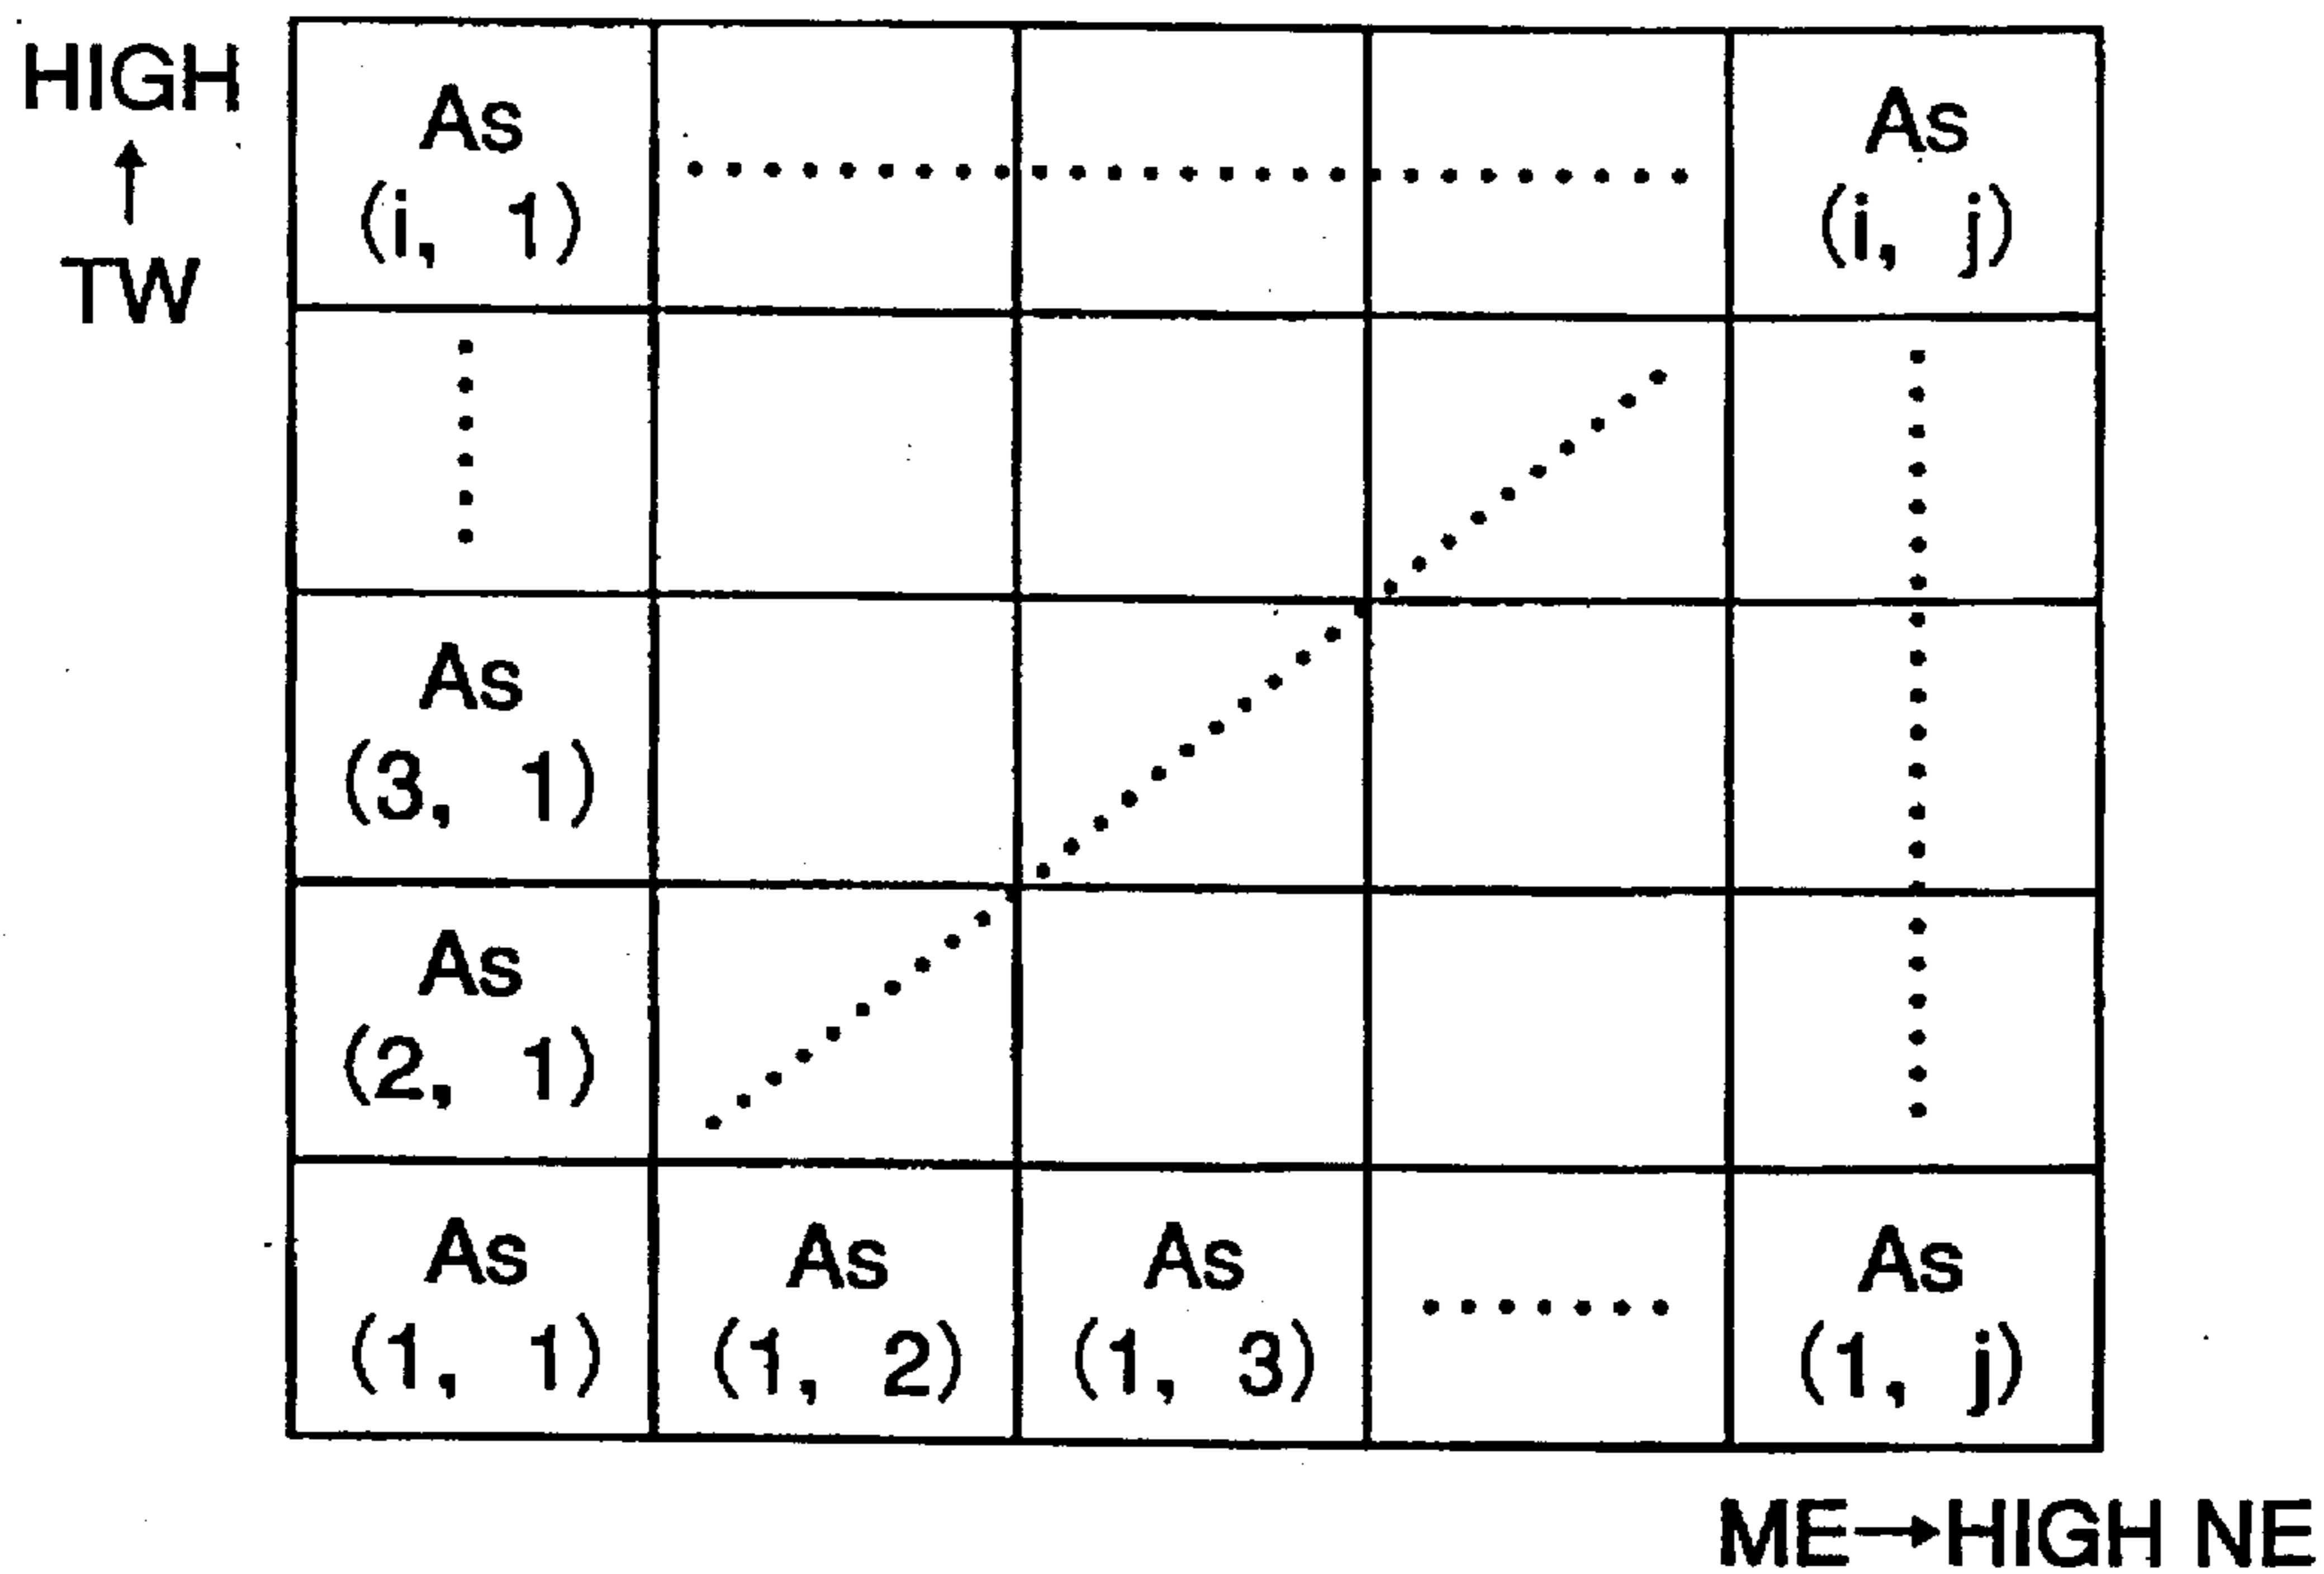 HIGH
↑
TW
As As
(i, 1) (i, j)
As
(3, 1)
As
(2, 1)
As As As As
(1, 1) (1, 2) (1, 3) (1, j)
ME→HIGH NE